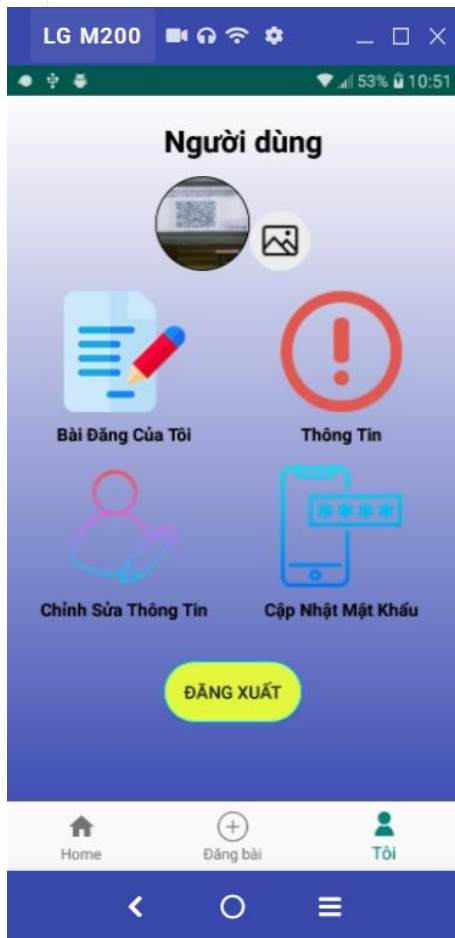 LG M200
53% 10:51
Người dùng
Bài Đăng Của Tôi
Thông Tin
****
Chỉnh Sửa Thông Tin
Cập Nhật Mật Khẩu
ĐĂNG XUẤT
Home
Đăng bài
Tôi